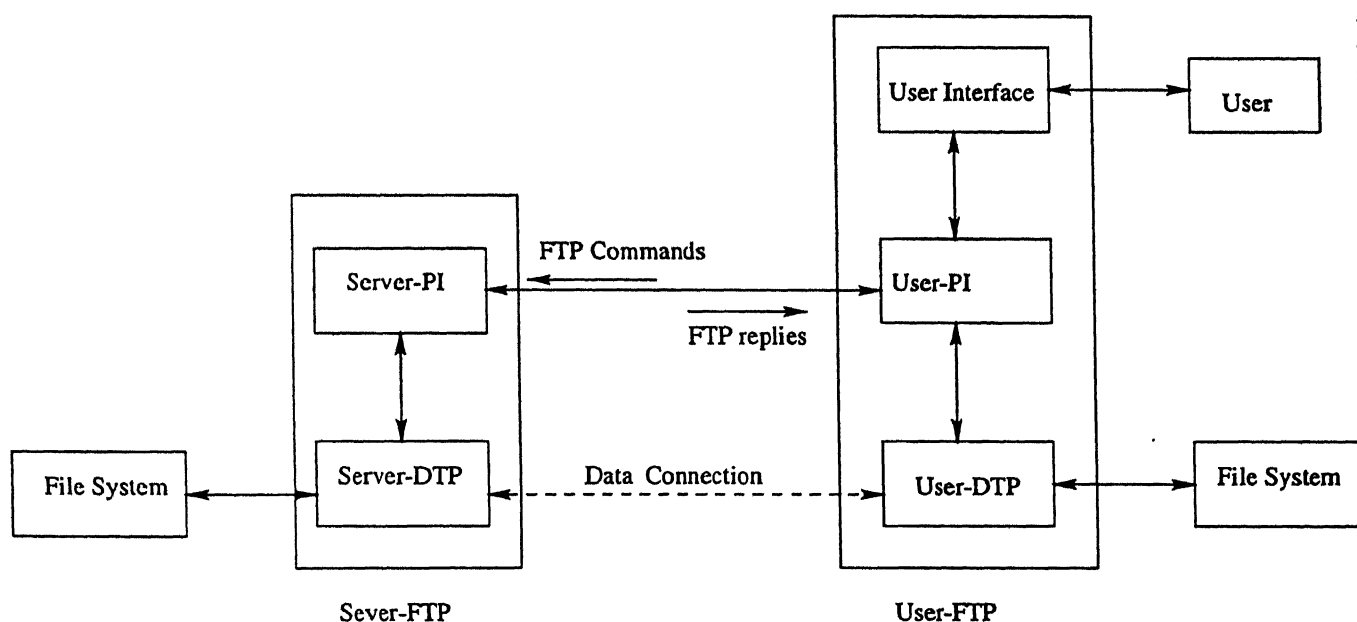 User Interface
User
FTP Commands
Server-PI
User-PI
FTP replies
File System
Server-DTP
Data Connection
User-DTP
File System
Sever-FTP
User-FTP